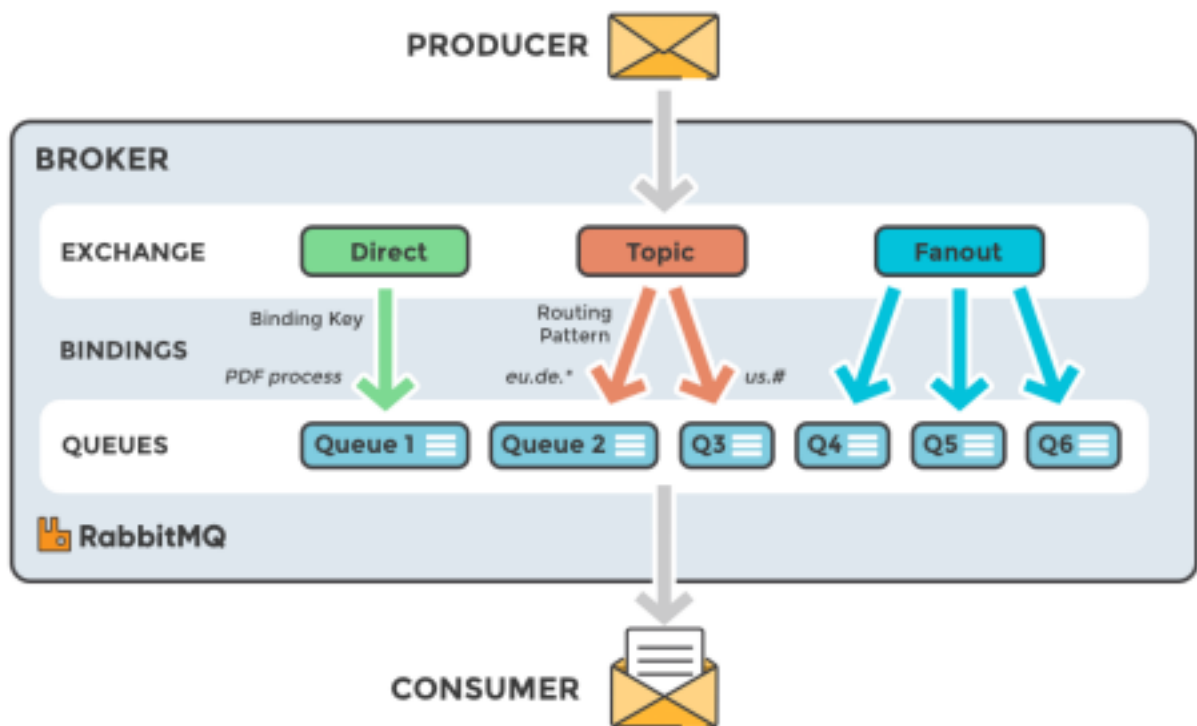 PRODUCER
BROKER
EXCHANGE
Direct
Topic
Fanout
Binding Key
Routing
Pattern
BINDINGS
PDF process
eu.de.*
us.#
QUEUES
Queue 1
Queue 2
Q3
Q4
Q5
Q6
RabbitMQ
CONSUMER